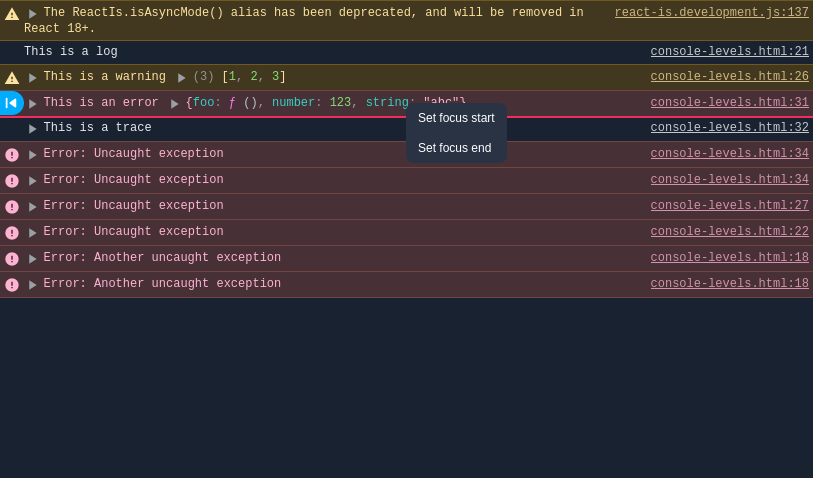 The ReactIs.isAsyncMode() alias has been deprecated, and will be removed in react-is.development.js:137
React 18+.
This is a log console-levels.html:21
This is a warning (3) [1, 2, 3] console-levels.html:26
This is an error {foo: ƒ (), number: 123, string: "abc"} console-levels.html:31
Set focus start
This is a trace console-levels.html:32
Set focus end
Error: Uncaught exception console-levels.html:34
Error: Uncaught exception console-levels.html:34
Error: Uncaught exception console-levels.html:27
Error: Uncaught exception console-levels.html:22
Error: Another uncaught exception console-levels.html:18
Error: Another uncaught exception console-levels.html:18